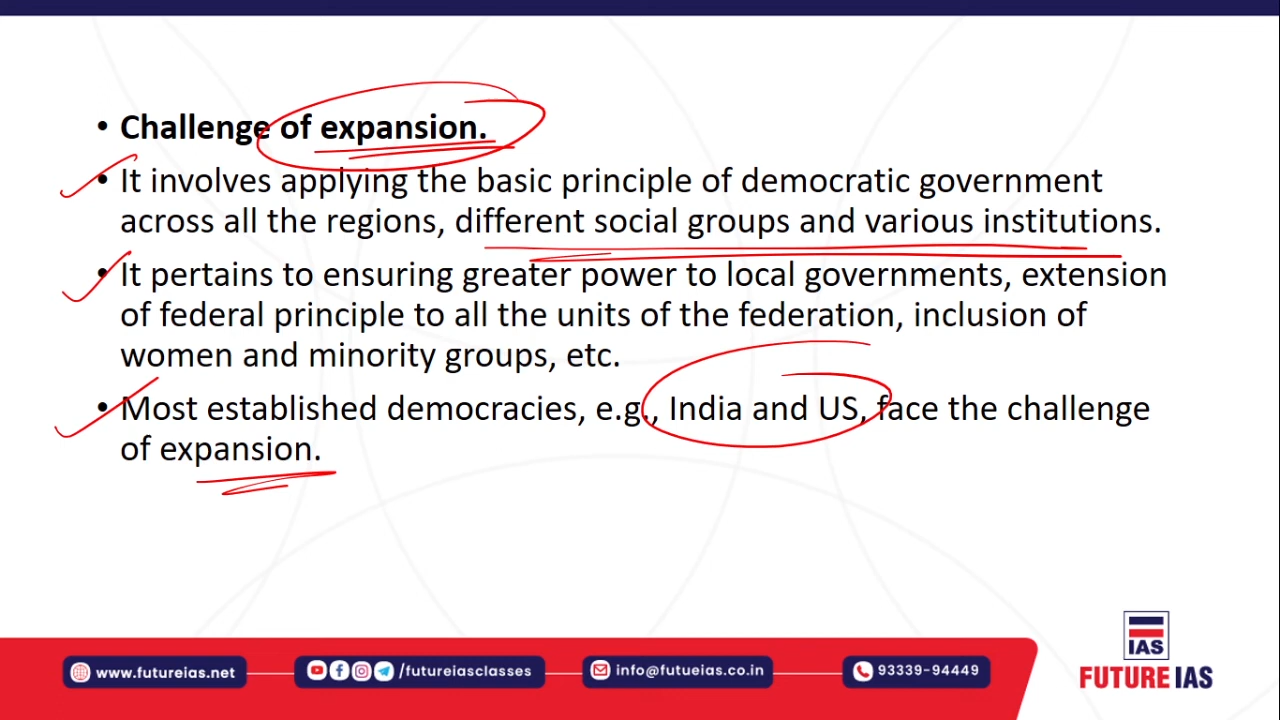 • Challenge of expansion.
• It involves applying the basic principle of democratic government
across all the regions, different social groups and various institutions.
• It pertains to ensuring greater power to local governments, extension
of federal principle to all the units of the federation, inclusion of
women and minority groups, etc.
• Most established democracies, e.g., India and US, face the challenge
of expansion.
IAS
www.futureias.net
/futureiasclasses
info@futueias.co.in
93339-94449
FUTURE IAS